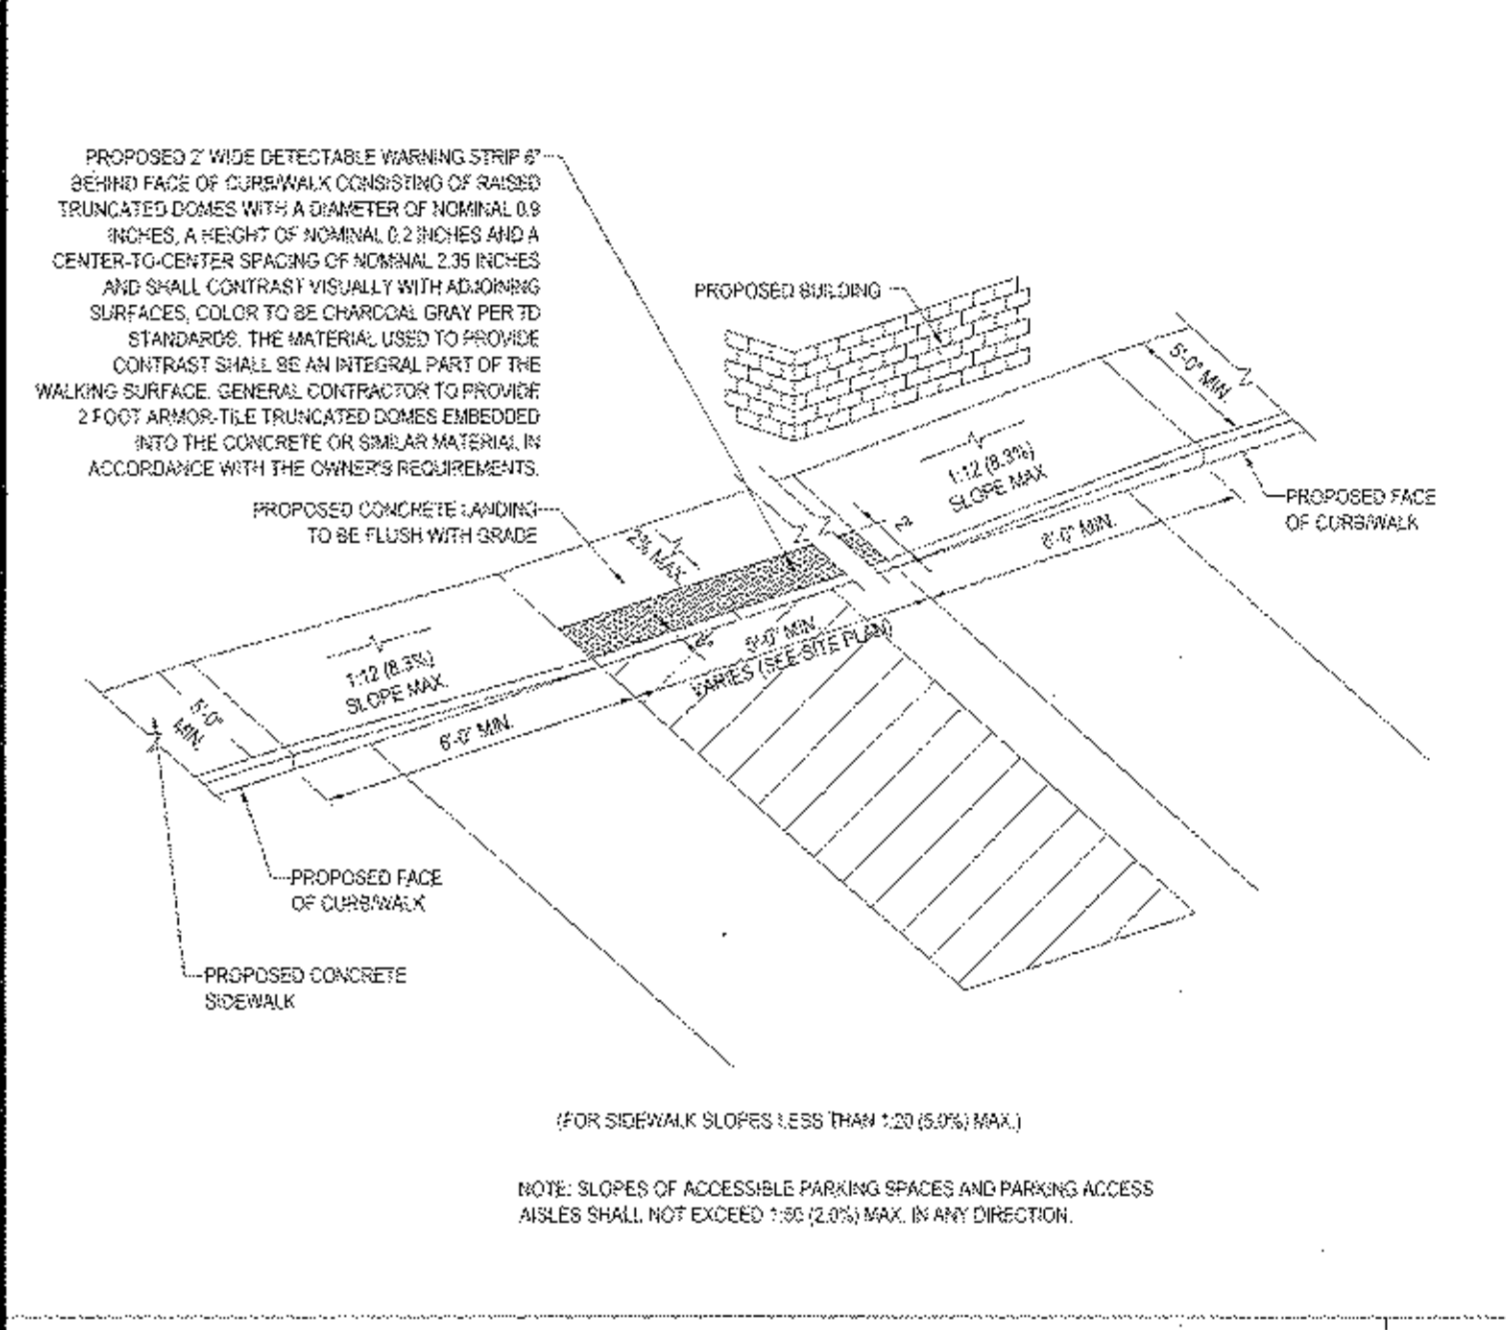 PROPOSED 2' WIDE DETECTABLE WARNING STRIP 6"
BEHIND FACE OF CURB/WALK CONSISTING OF RAISED
TRUNCATED DOMES WITH A DIAMETER OF NOMINAL 0.9
INCHES, A HEIGHT OF NOMINAL 0.2 INCHES AND A
CENTER-TO-CENTER SPACING OF NOMINAL 2.35 INCHES
AND SHALL CONTRAST VISUALLY WITH ADJOINING
SURFACES, COLOR TO BE CHARCOAL GRAY PER TD
STANDARDS. THE MATERIAL USED TO PROVIDE
CONTRAST SHALL BE AN INTEGRAL PART OF THE
WALKING SURFACE. GENERAL CONTRACTOR TO PROVIDE
2 FOOT ARMOR-TILE TRUNCATED DOMES EMBEDDED
INTO THE CONCRETE OR SIMILAR MATERIAL IN
ACCORDANCE WITH THE OWNER'S REQUIREMENTS.
PROPOSED BUILDING
5'-0" MIN.
1:12 (8.3%)
SLOPE MAX
PROPOSED FACE
OF CURB/WALK
PROPOSED CONCRETE LANDING
TO BE FLUSH WITH GRADE
2% MAX.
2'
6'-0" MIN.
MIN.
VARIES (SEE SITE PLAN)
1:12 (8.3%)
SLOPE MAX.
5'-0"
MIN.
6'-0" MIN.
PROPOSED FACE
OF CURB/WALK
PROPOSED CONCRETE
SIDEWALK
(FOR SIDEWALK SLOPES LESS THAN 1:20 (5.0%) MAX.)
NOTE: SLOPES OF ACCESSIBLE PARKING SPACES AND PARKING ACCESS
AISLES SHALL NOT EXCEED 1:50 (2.0%) MAX. IN ANY DIRECTION.